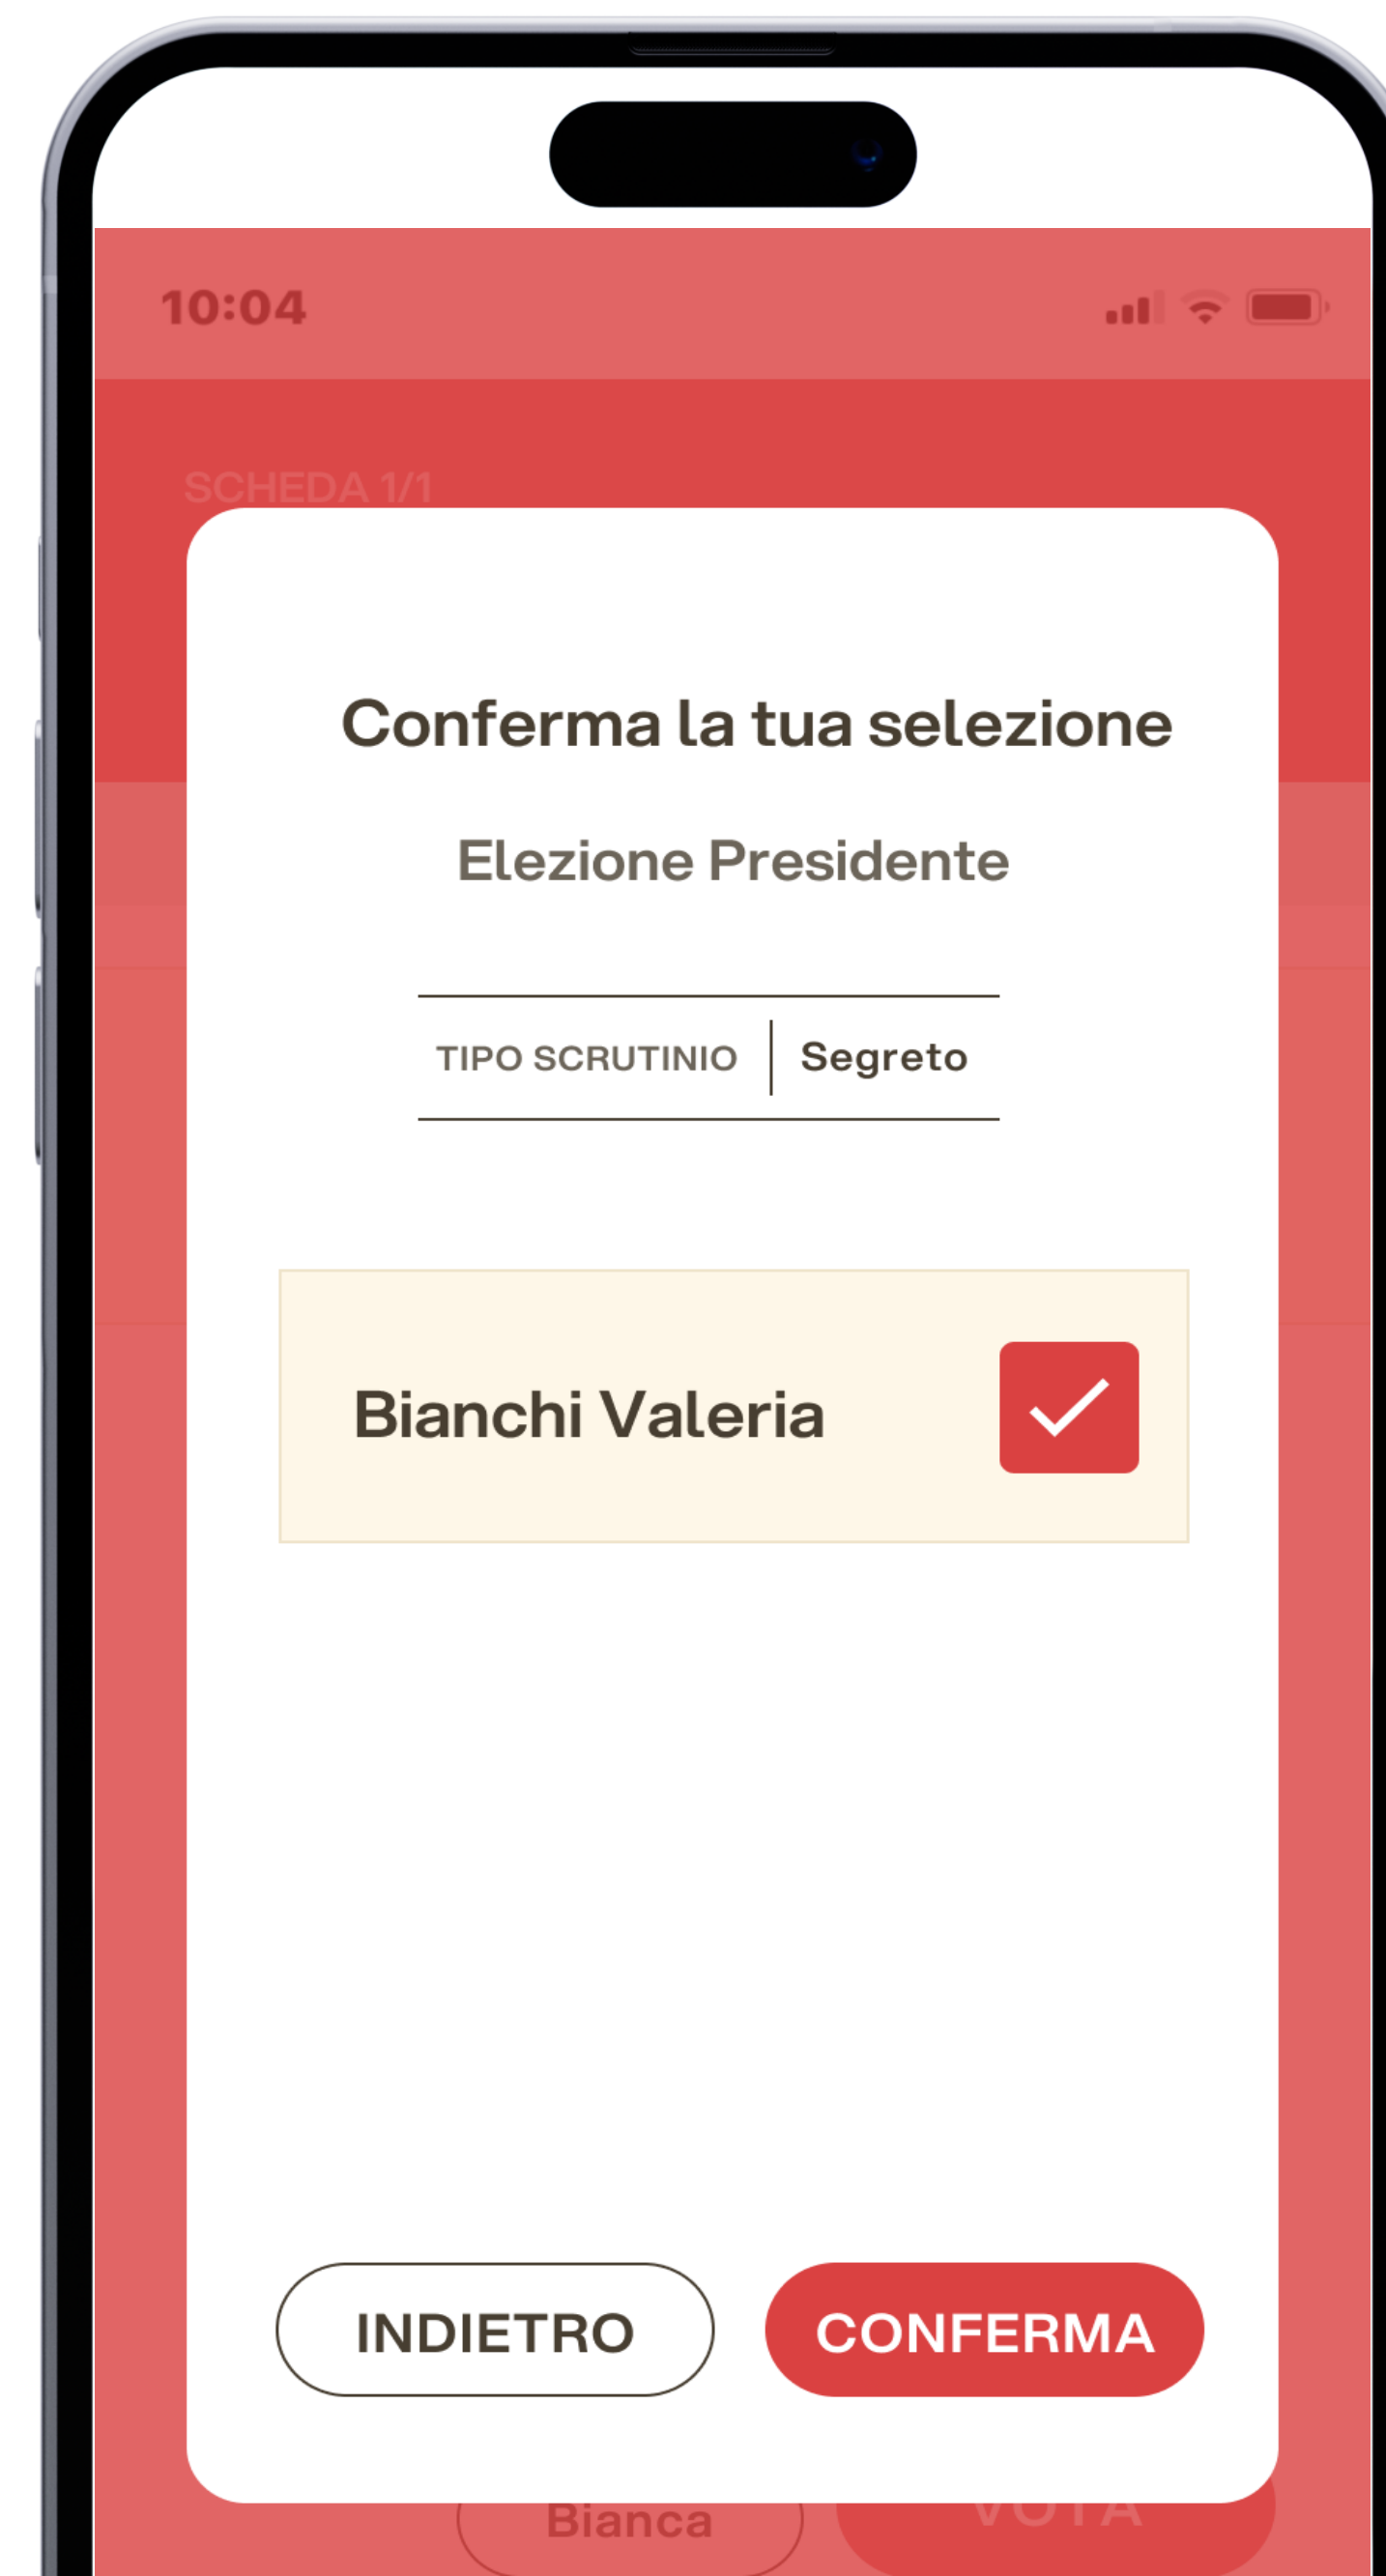 10:04
SCHEDA 1/1
Conferma la tua selezione
Elezione Presidente
TIPO SCRUTINIO Segreto
Bianchi Valeria
INDIETRO CONFERMA
Bianca VOTA